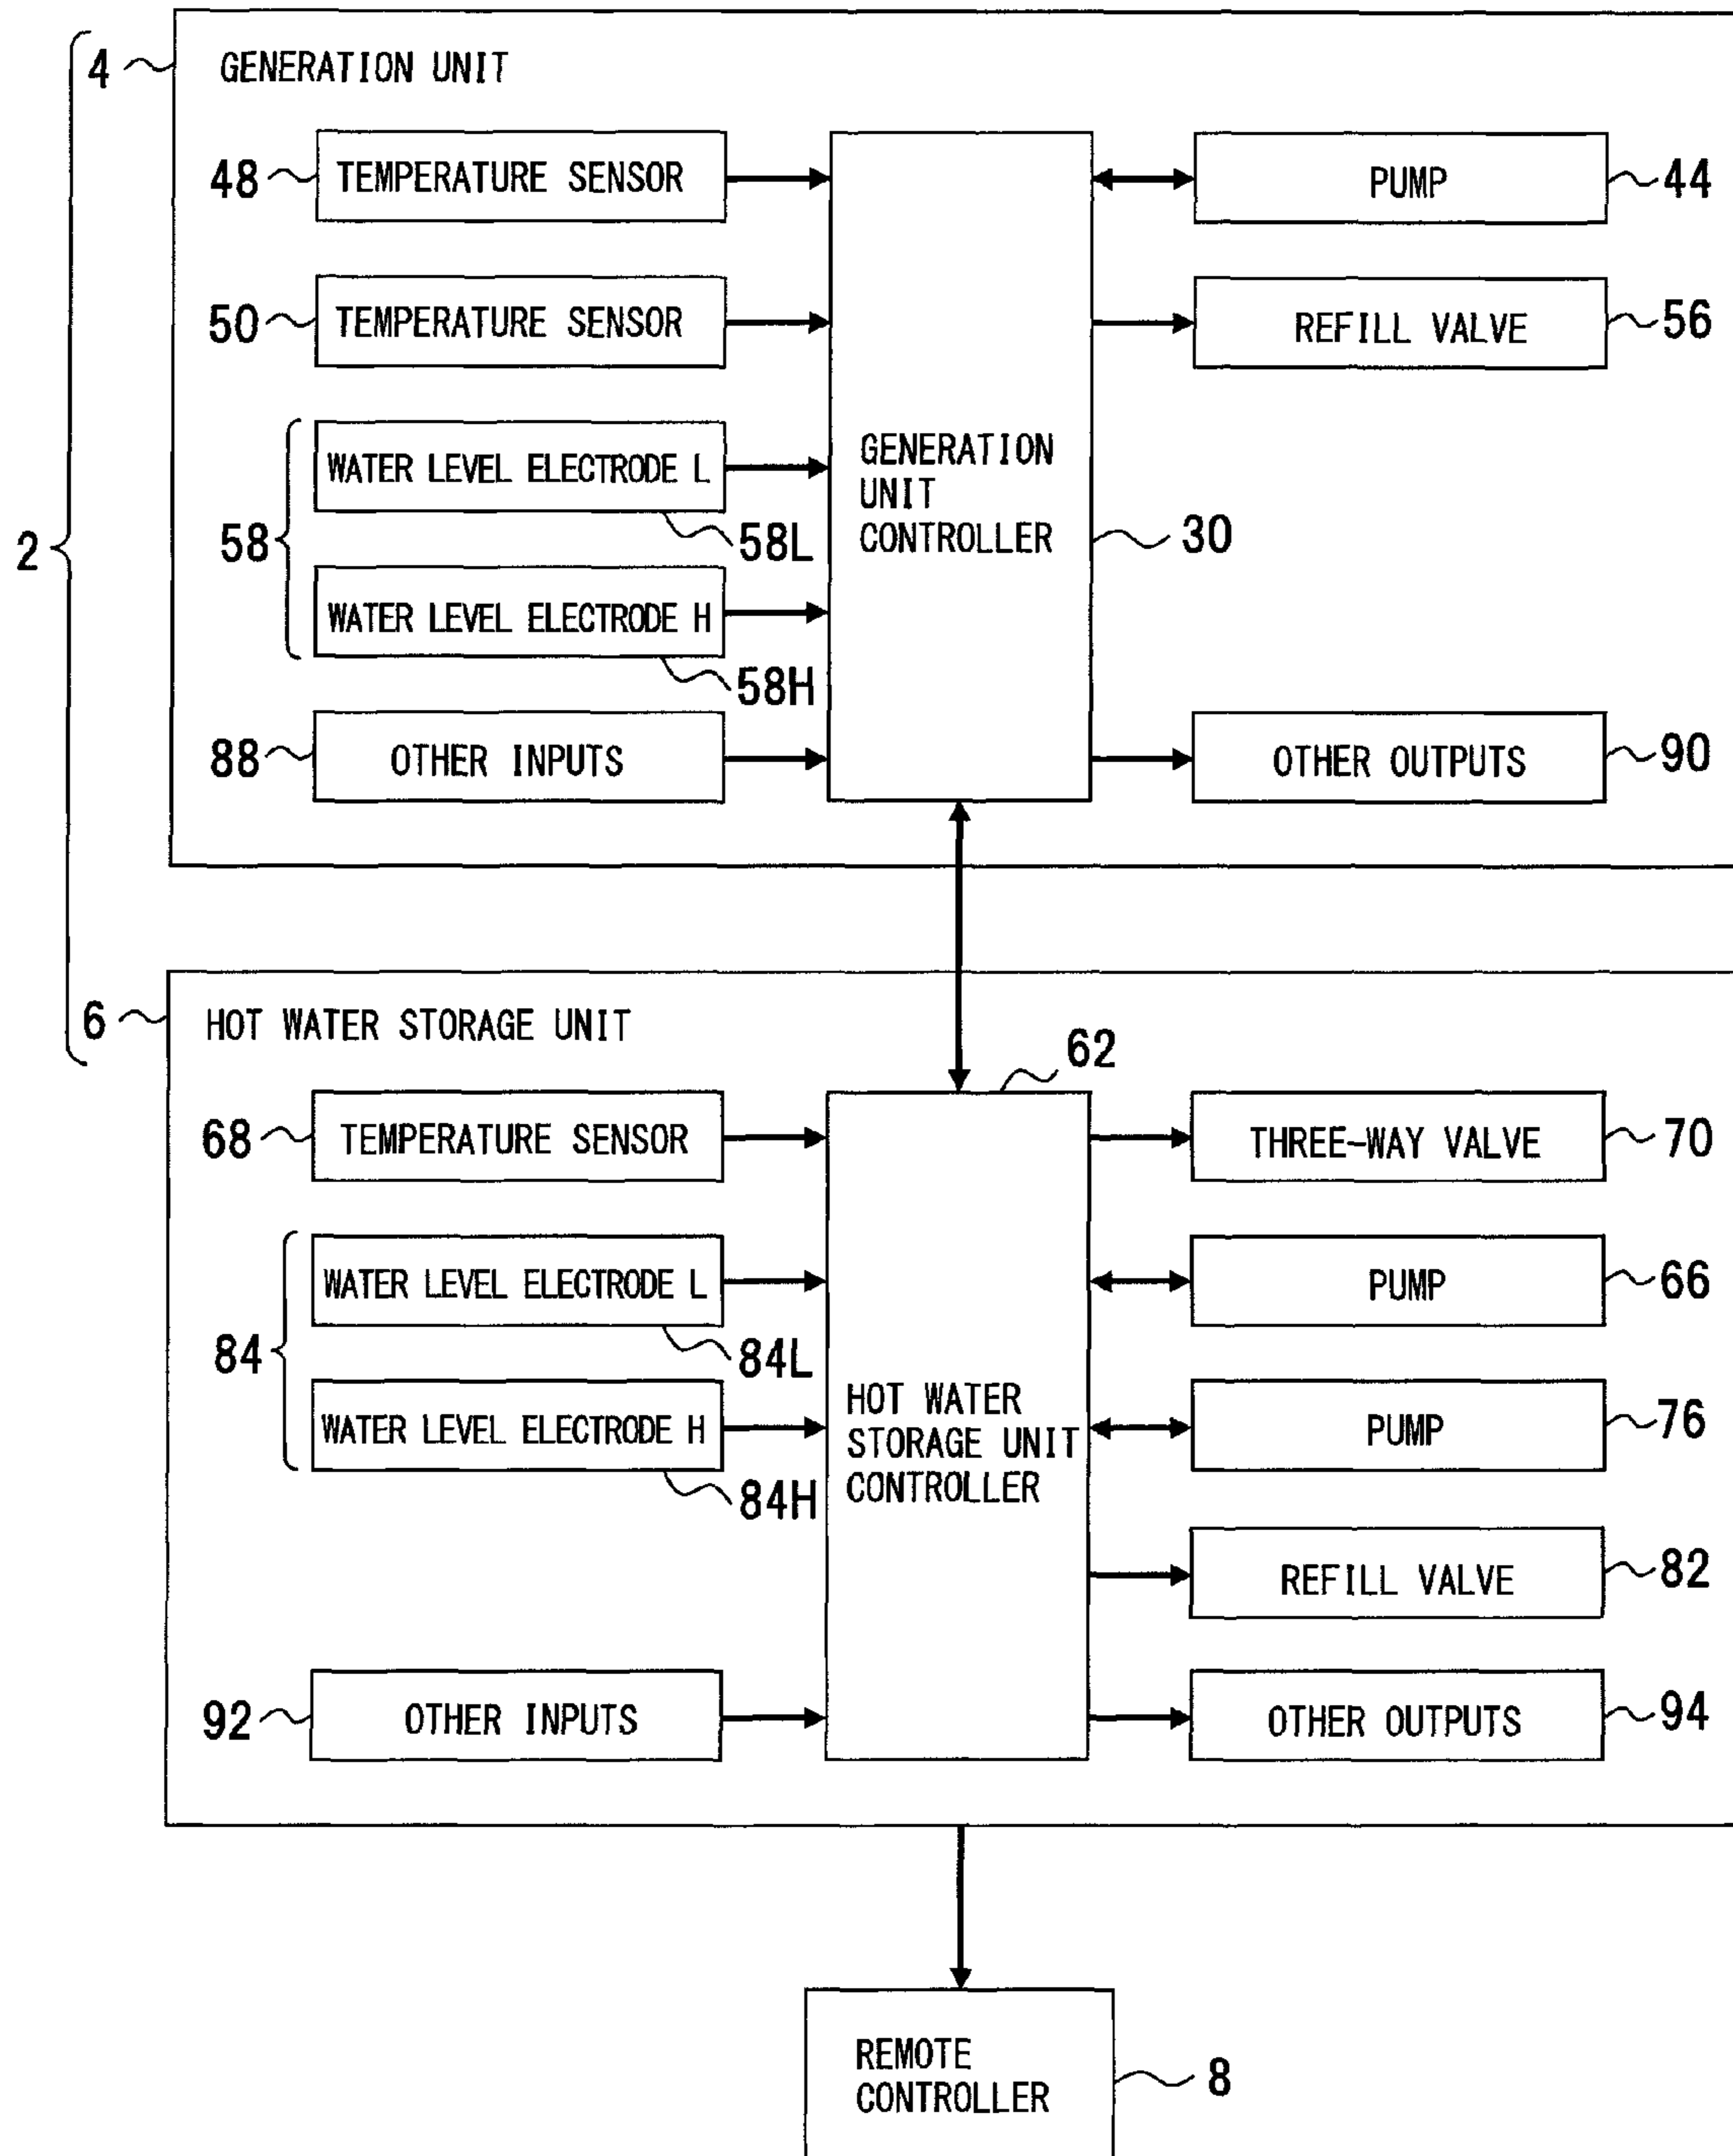 2
4
GENERATION UNIT
48
TEMPERATURE SENSOR
PUMP
44
50
TEMPERATURE SENSOR
REFILL VALVE
56
58
WATER LEVEL ELECTRODE L
58L
WATER LEVEL ELECTRODE H
58H
GENERATION
UNIT
CONTROLLER
30
88
OTHER INPUTS
OTHER OUTPUTS
90
6
HOT WATER STORAGE UNIT
62
68
TEMPERATURE SENSOR
THREE-WAY VALVE
70
84
WATER LEVEL ELECTRODE L
84L
WATER LEVEL ELECTRODE H
84H
HOT WATER
STORAGE UNIT
CONTROLLER
PUMP
66
PUMP
76
REFILL VALVE
82
92
OTHER INPUTS
OTHER OUTPUTS
94
REMOTE
CONTROLLER
8